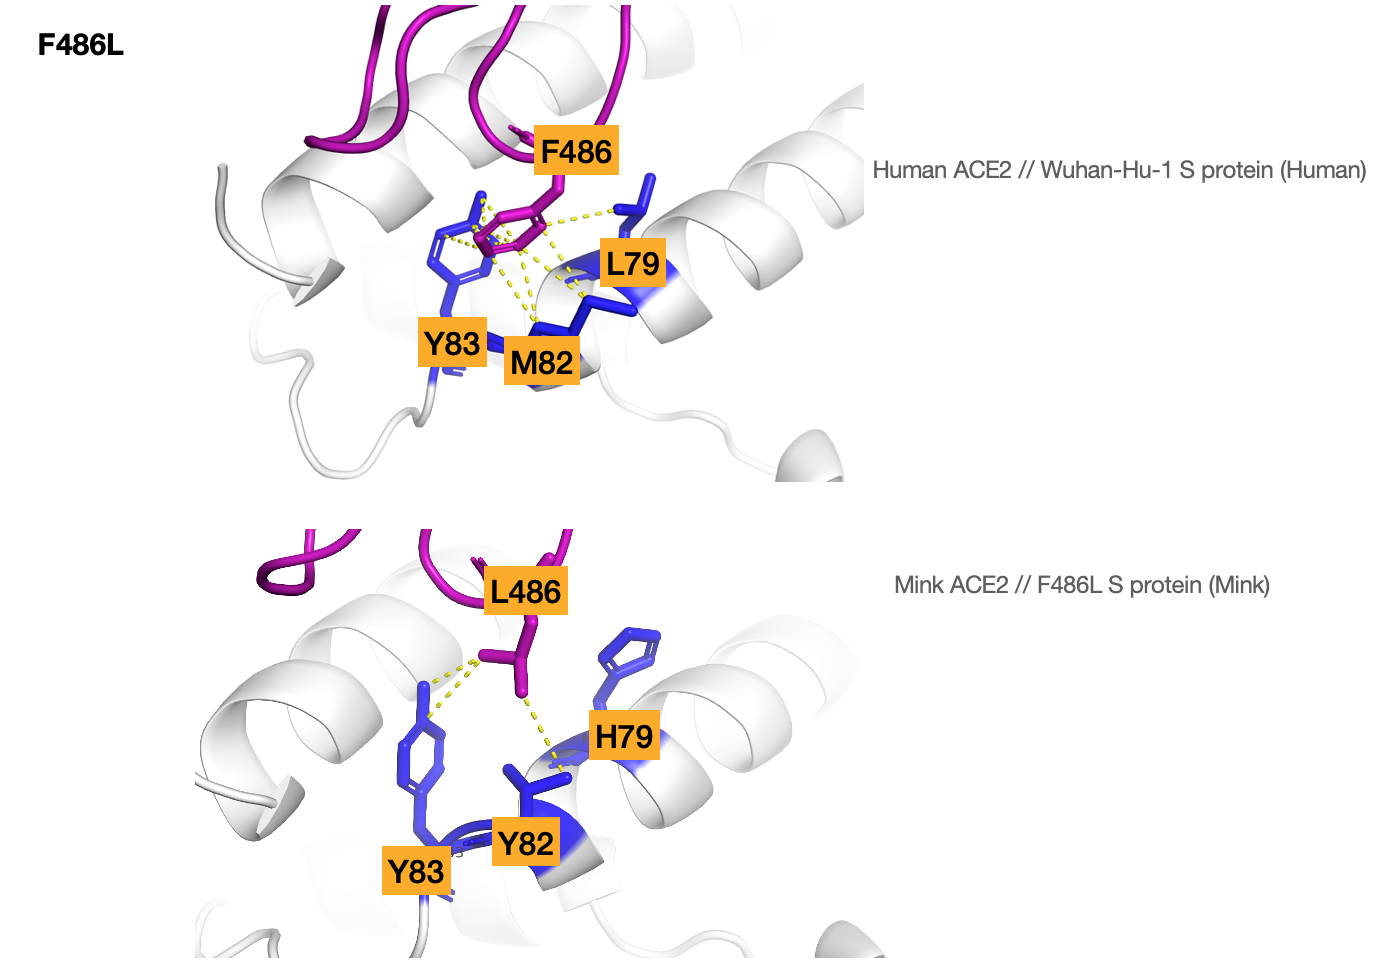 F486L
F486
Human ACE2 // Wuhan-Hu-1 S protein (Human)
L79
Y83
M82
L486
Mink ACE2 // F486L S protein (Mink)
H79
Y82
Y83